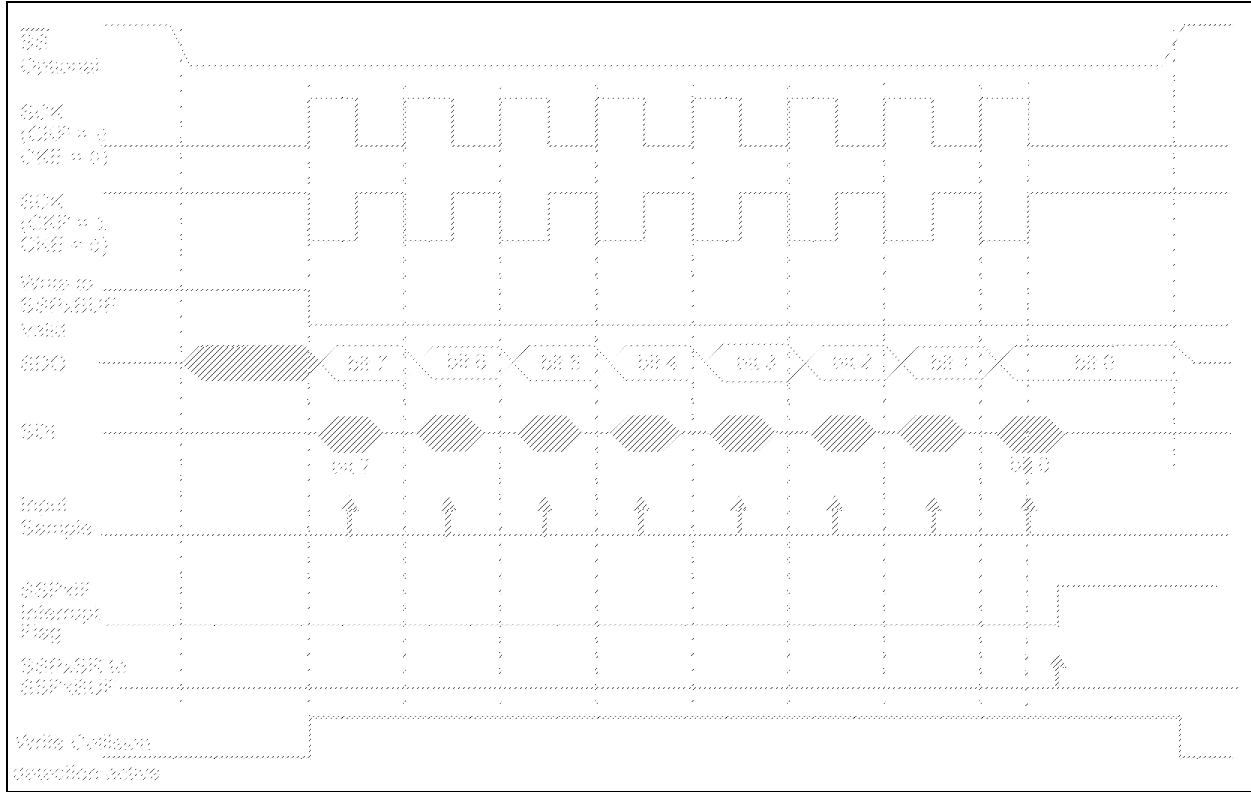 SS
Optional
SCK
(CKP = 0
CKE = 0)
SCK
(CKP = 1
CKE = 0)
Write to
SSPxBUF
Valid
SDO
bit 7
bit 6
bit 5
bit 4
bit 3
bit 2
bit 1
bit 0
SDI
bit 7
bit 0
Input
Sample
SSPxIF
Interrupt
Flag
SSPxSR to
SSPxBUF
Write Collision
detection active